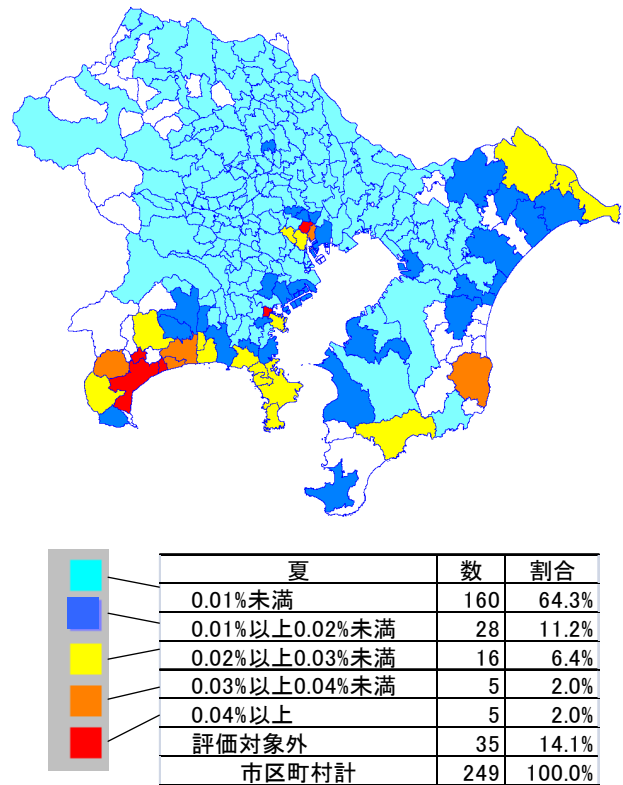 夏 数 割合
0.01%未満 160 64.3%
0.01%以上0.02%未満 28 11.2%
0.02%以上0.03%未満 16 6.4%
0.03%以上0.04%未満 5 2.0%
0.04%以上 5 2.0%
評価対象外 35 14.1%
市区町村計 249 100.0%